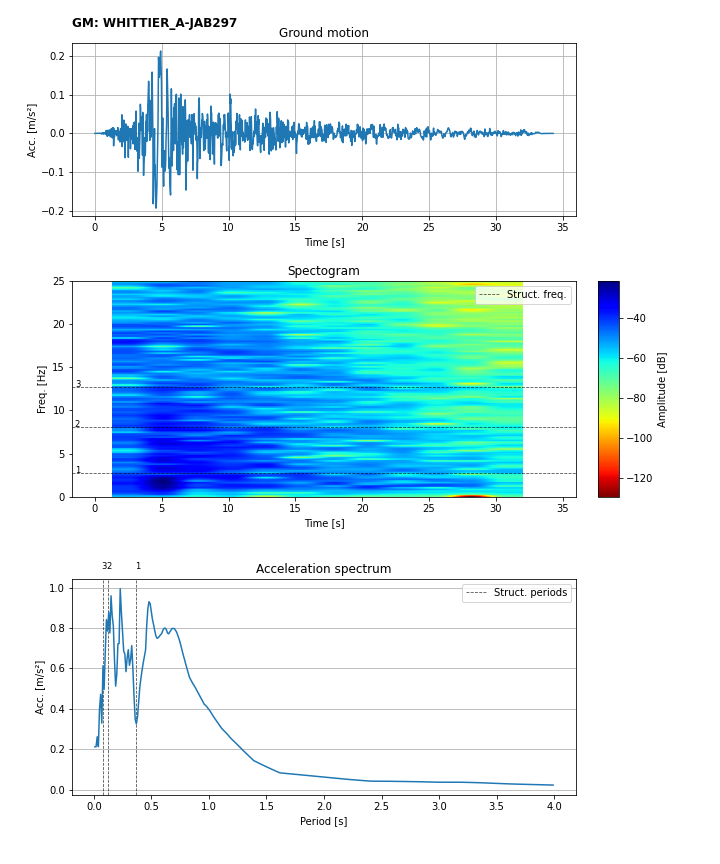 GM: WHITTIER_A-JAB297
Ground motion
Acc. [m/s²]
0.2
0.1
0.0
−0.1
−0.2
0 5 10 15 20 25 30 35
Time [s]
Spectogram
Freq. [Hz]
25
20
15
10
5
0
Struct. freq.
3
2
1
0 5 10 15 20 25 30 35
Time [s]
−40
−60
−80
−100
−120
Amplitude [dB]
32 1
Acceleration spectrum
Acc. [m/s²]
1.0
0.8
0.6
0.4
0.2
0.0
Struct. periods
0.0 0.5 1.0 1.5 2.0 2.5 3.0 3.5 4.0
Period [s]